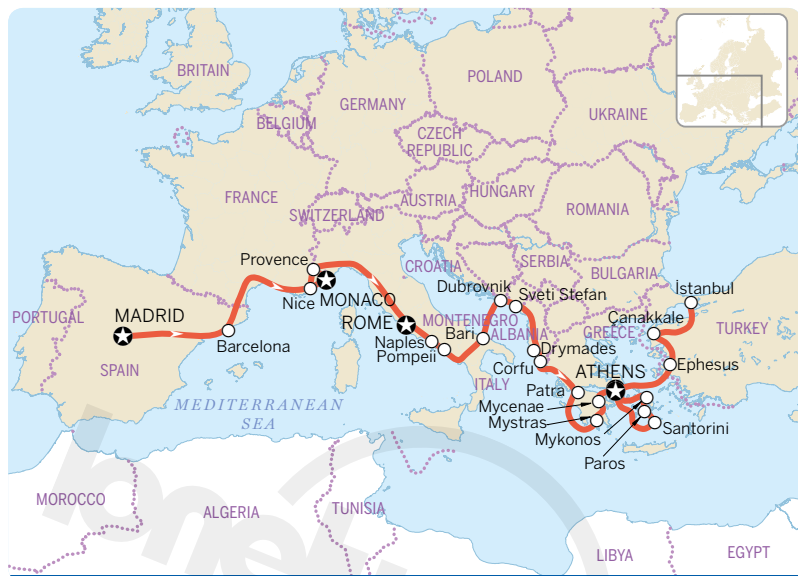 BRITAIN
POLAND
GERMANY
UKRAINE
BELGIUM
CZECH
REPUBLIC
FRANCE
AUSTRIA
HUNGARY
SWITZERLAND
ROMANIA
Provence
CROATIA
SERBIA
BULGARIA
Dubrovnik
Sveti Stefan
İstanbul
Nice
MONACO
PORTUGAL
MADRID
ROME
MONTENEGRO
Çanakkale
TURKEY
Barcelona
Naples
Bari
ALBANIA
GREECE
Pompeii
Drymades
SPAIN
Corfu
ATHENS
Ephesus
ITALY
Patra
MEDITERRANEAN
SEA
Mycenae
Mystras
Mykonos
Santorini
Paros
MOROCCO
ALGERIA
TUNISIA
LIBYA
EGYPT